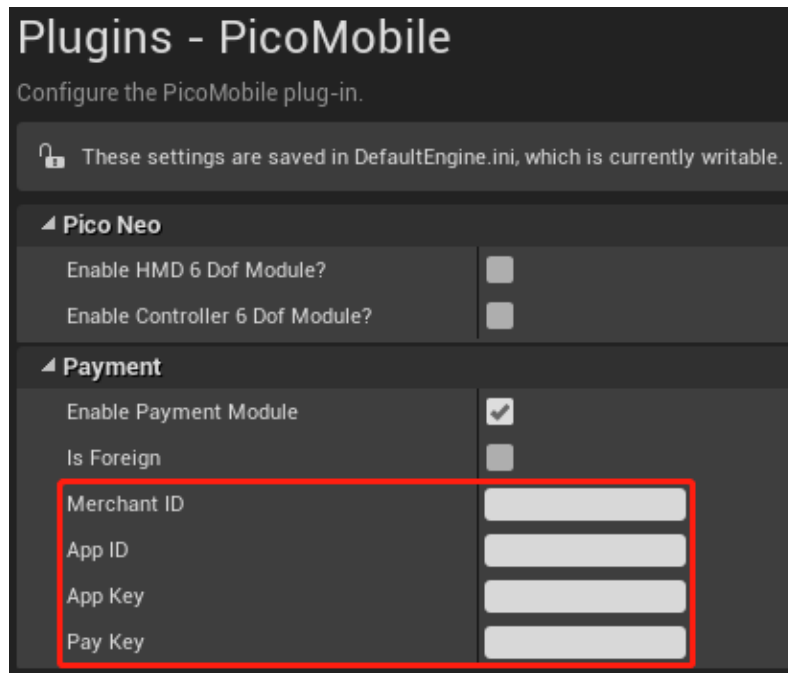 Plugins - PicoMobile
Configure the PicoMobile plug-in.
These settings are saved in DefaultEngine.ini, which is currently writable.
Pico Neo
Enable HMD 6 Dof Module?
Enable Controller 6 Dof Module?
Payment
Enable Payment Module
Is Foreign
Merchant ID
App ID
App Key
Pay Key